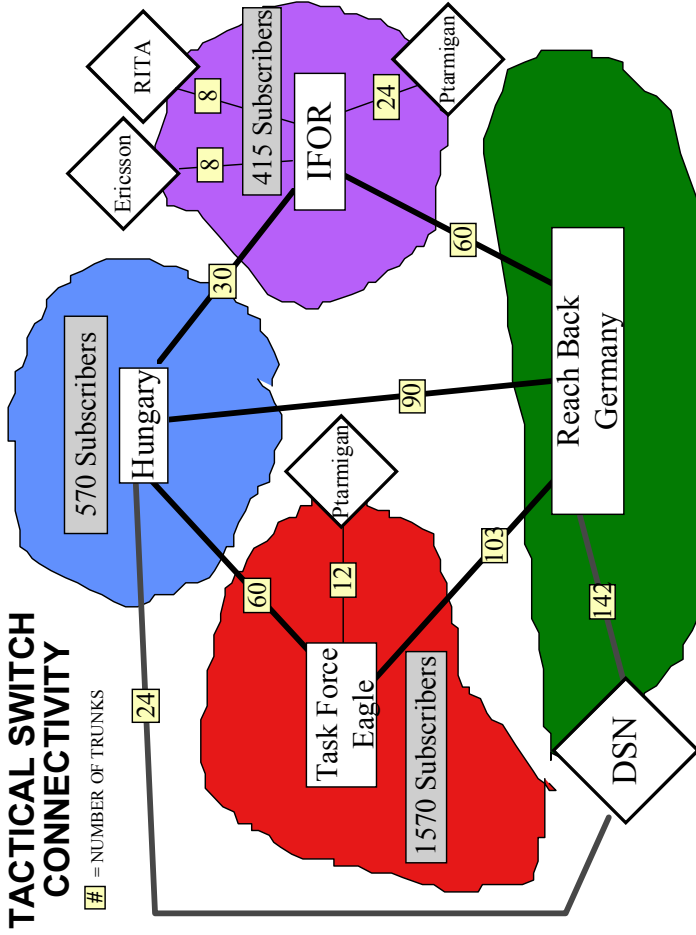 TACTICAL SWITCH
CONNECTIVITY
# = NUMBER OF TRUNKS
570 Subscribers
Hungary
24
60
30
90
Ericsson
RITA
8
8
415 Subscribers
IFOR
24
Ptarmigan
60
Ptarmigan
12
Task Force
Eagle
1570 Subscribers
103
Reach Back
Germany
142
DSN